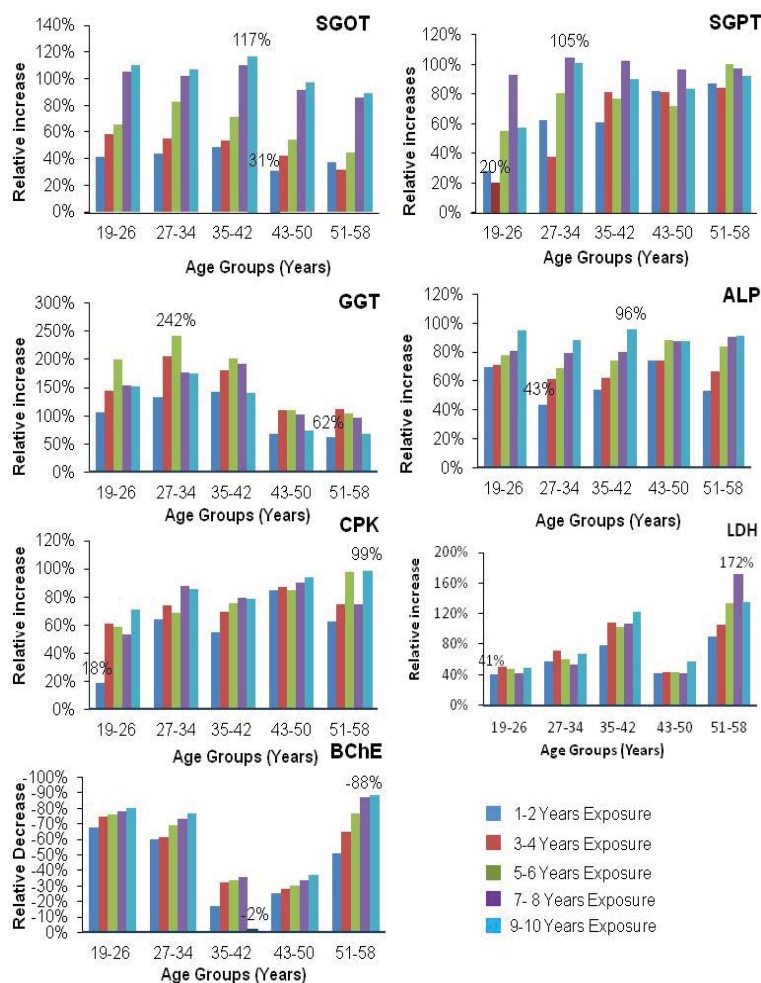 SGOT
140%
120%
100%
80%
60%
40%
20%
0%
Relative increase
117%
31%
19-26 27-34 35-42 43-50 51-58
Age Groups (Years)
SGPT
120%
100%
80%
60%
40%
20%
0%
Relative increases
105%
20%
19-26 27-34 35-42 43-50 51-58
Age Groups (Years)
GGT
300%
250%
200%
150%
100%
50%
0%
Relative increase
242%
62%
19-26 27-34 35-42 43-50 51-58
Age Groups (Years)
ALP
120%
100%
80%
60%
40%
20%
0%
Relative increase
96%
43%
19-26 27-34 35-42 43-50 51-58
Age Groups (Years)
CPK
120%
100%
80%
60%
40%
20%
0%
Relative increase
99%
18%
19-26 27-34 35-42 43-50 51-58
Age Groups (Years)
LDH
200%
160%
120%
80%
40%
0%
Relative increase
172%
41%
19-26 27-34 35-42 43-50 51-58
Age Groups (Years)
BChE
-100%
-90%
-80%
-70%
-60%
-50%
-40%
-30%
-20%
-10%
0%
Relative Decrease
-88%
-2%
19-26 27-34 35-42 43-50 51-58
Age Groups (Years)
1-2 Years Exposure
3-4 Years Exposure
5-6 Years Exposure
7- 8 Years Exposure
9-10 Years Exposure